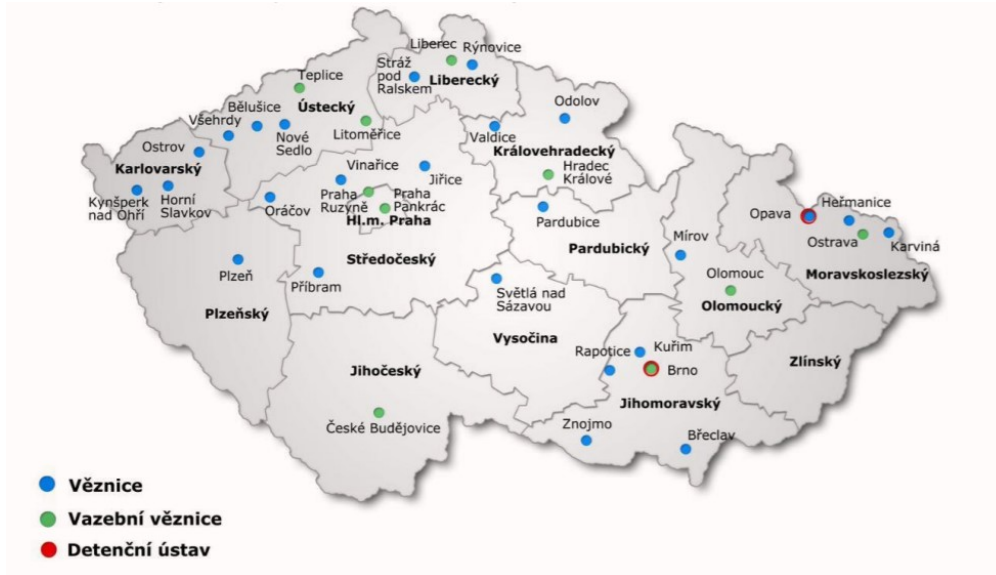 Liberec
Rýnovice
Stráž
pod
Ralskem
Liberecký
Teplice
Ústecký
Bělušice
Všehrdy
Nové
Sedlo
Litoměřice
Odolov
Valdice
Královehradecký
Hradec
Králové
Ostrov
Karlovarský
Kynšperk
nad Ohří
Horní
Slavkov
Vinařice
Jiřice
Oráčov
Praha
Ruzyně
Praha
Pankrác
Hl.m. Praha
Pardubice
Pardubický
Mírov
Opava
Heřmanice
Ostrava
Karviná
Moravskoslezský
Plzeň
Plzeňský
Příbram
Středočeský
Světlá nad
Sázavou
Vysočina
Olomouc
Olomoucký
Rapotice
Kuřim
Brno
Jihomoravský
Zlínský
Jihočeský
České Budějovice
Znojmo
Břeclav
Věznice
Vazební věznice
Detenční ústav